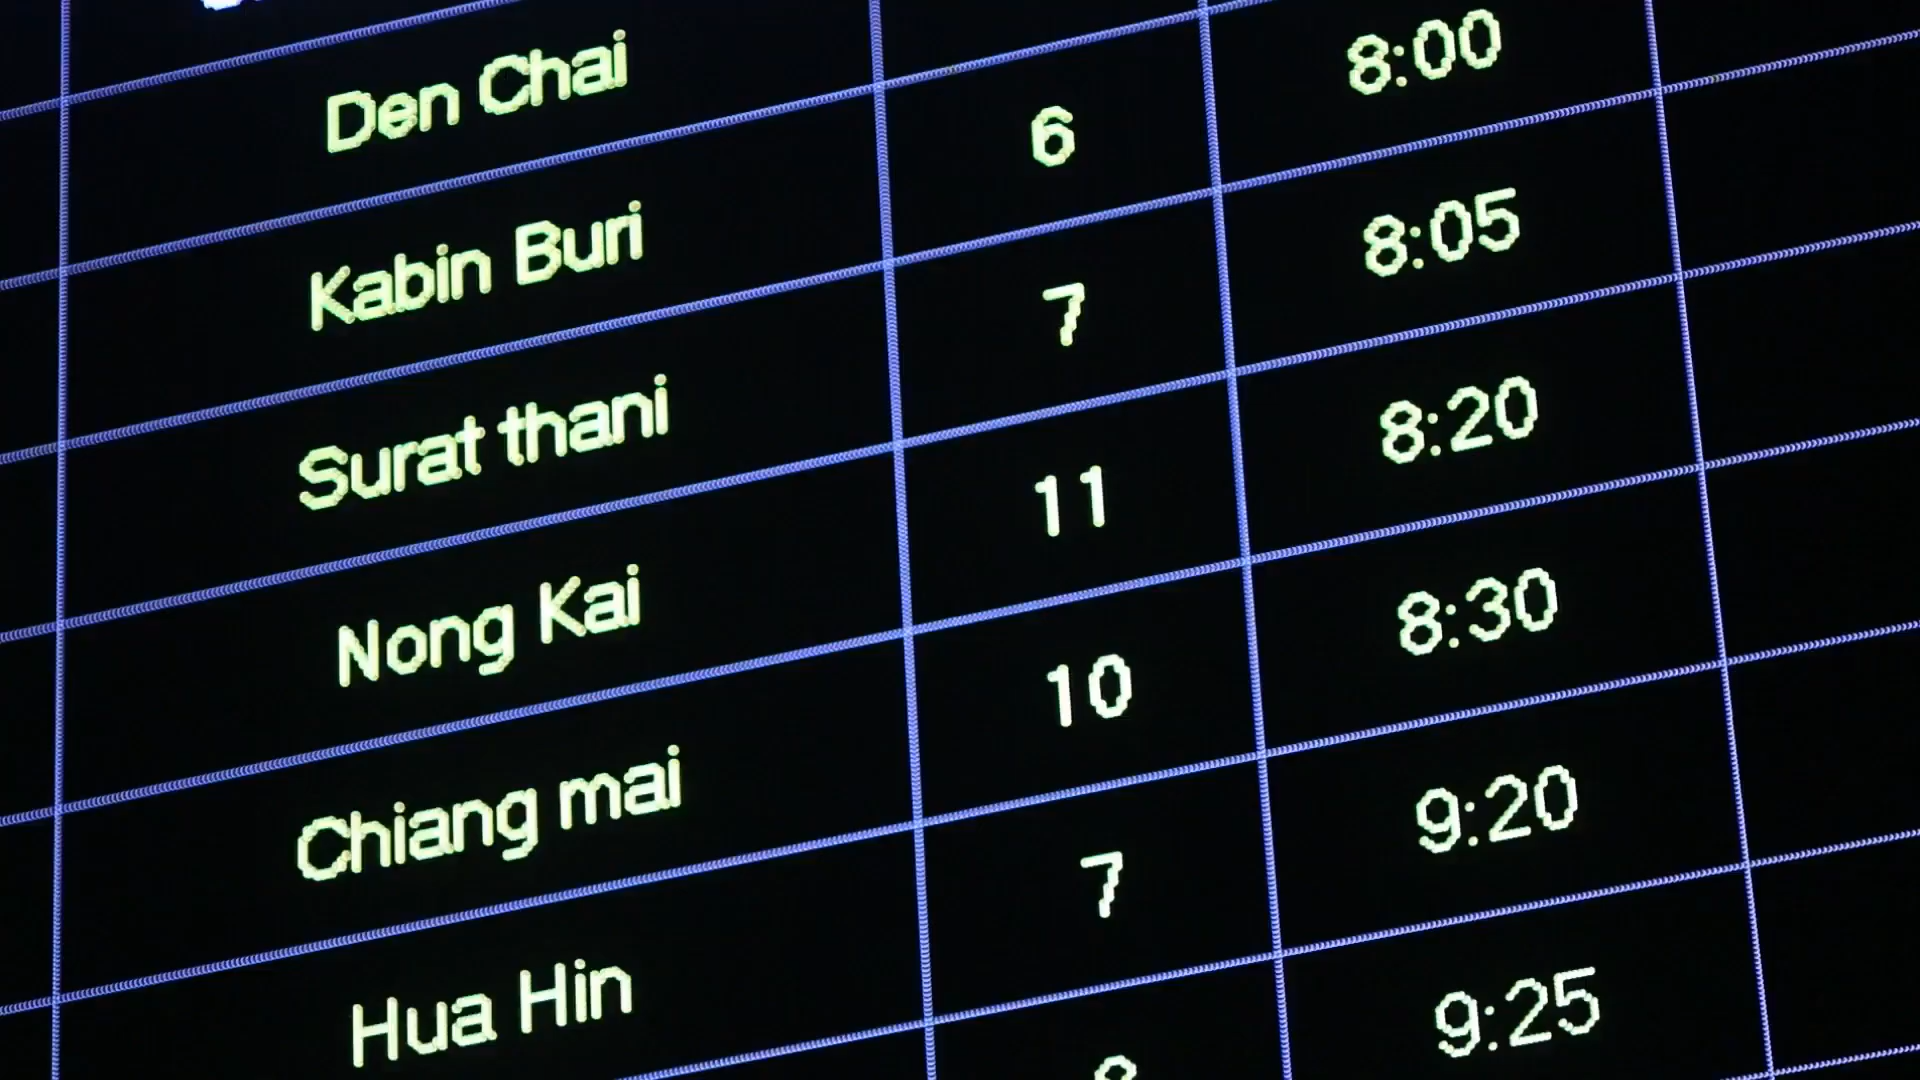 Den Chai
Kabin Buri 6 8:00
Surat thani 7 8:05
Nong Kai 11 8:20
Chiang mai 10 8:30
Hua Hin 7 9:20
9:25